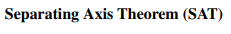 Separating Axis Theorem (SAT)